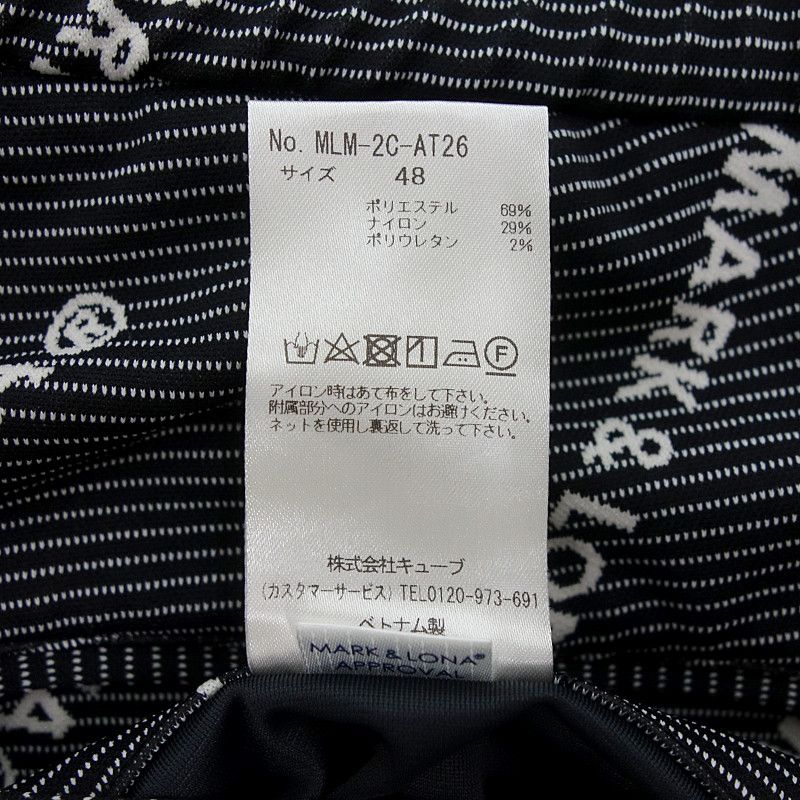 No. MLM-2C-AT26
サイズ 48
ポリエステル 69%
ナイロン 29%
ポリウレタン 2%
F
アイロン時はあて布をして下さい。
附属部分へのアイロンはお避けください。
ネットを使用し裏返して洗って下さい。
株式会社キューブ
(カスタマーサービス) TEL0120-973-691
ベトナム製
MARK & LONA®
APPROVAL
MARK & LONA
®